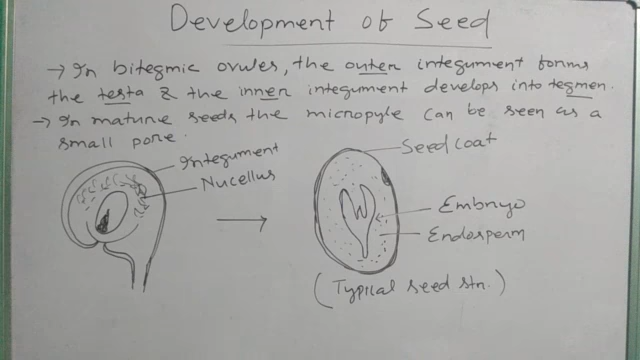 Development of Seed
→ In bitegmic ovules, the outer integument forms
the testa & the inner integument develops into tegmen.
→ In mature seeds the micropyle can be seen as a
small pore.
Integument
Nucellus
Seed coat
Embryo
Endosperm
(Typical seed str.)